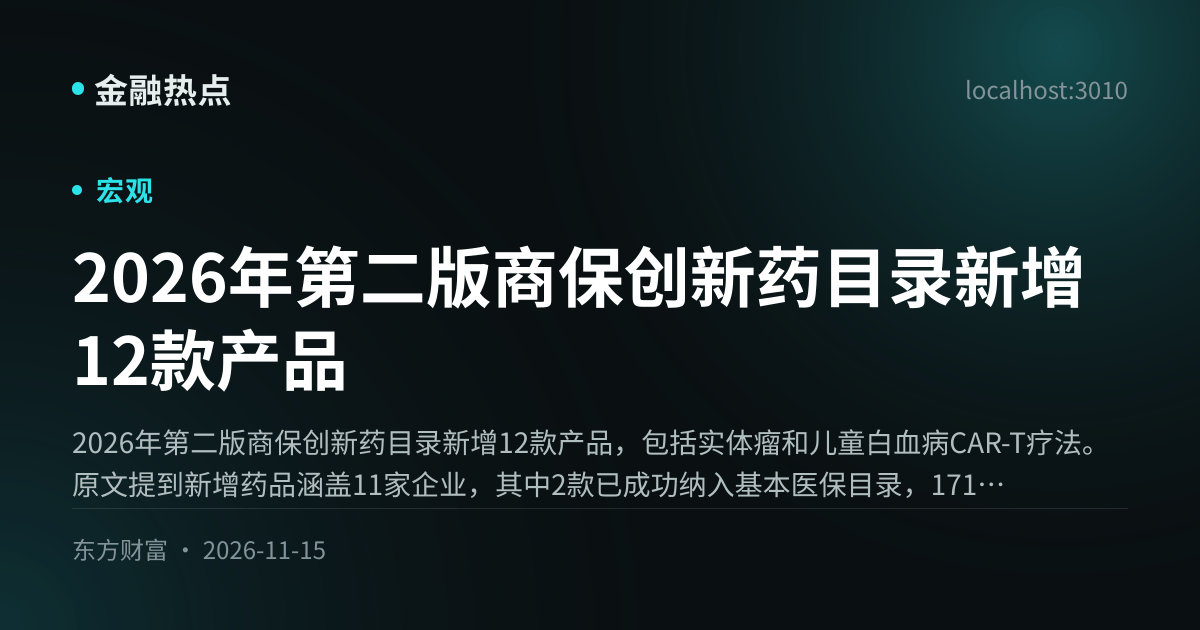 金融热点
localhost:3010
宏观
2026年第二版商保创新药目录新增
12款产品
2026年第二版商保创新药目录新增12款产品，包括实体瘤和儿童白血病CAR-T疗法。
原文提到新增药品涵盖11家企业，其中2款已成功纳入基本医保目录，171…
东方财富 · 2026-11-15